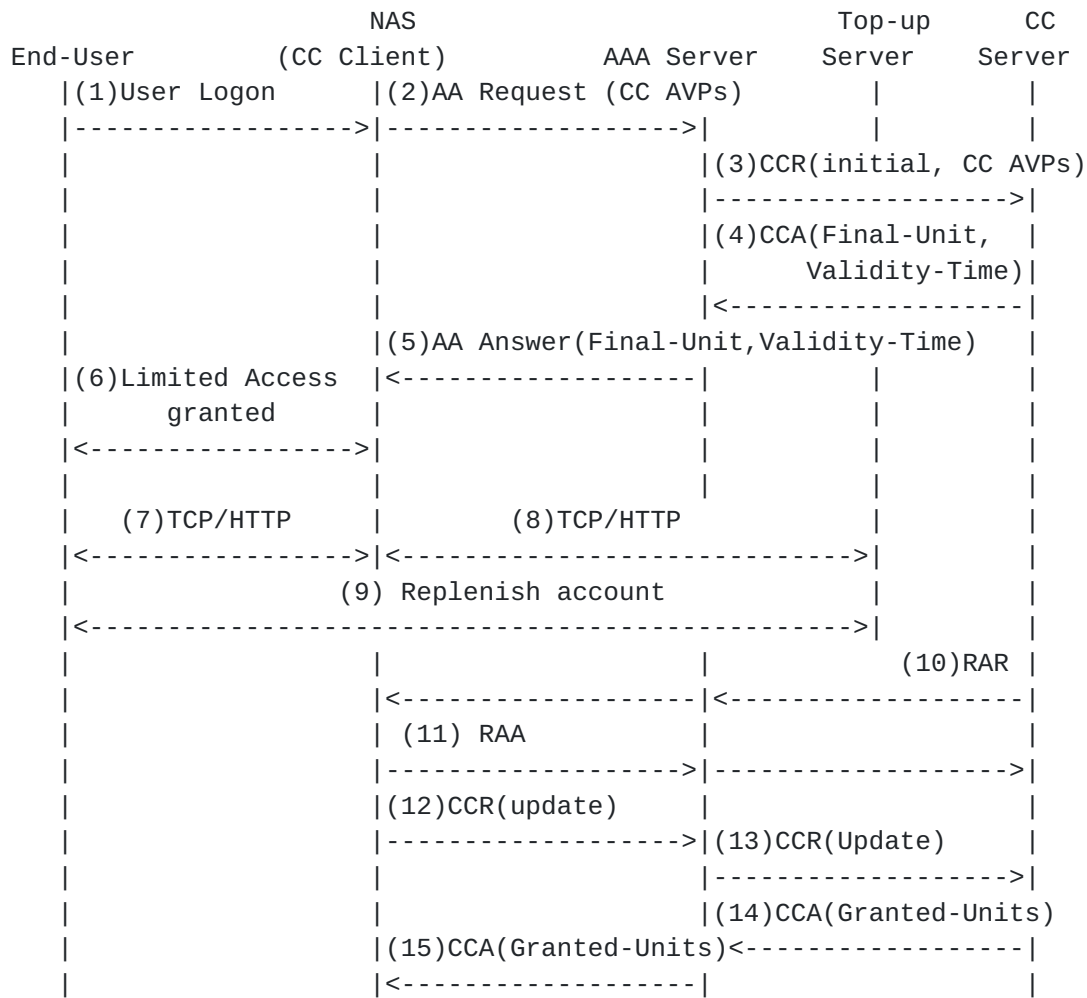 NAS Top-up CC
End-User (CC Client) AAA Server Server Server
|(1)User Logon |(2)AA Request (CC AVPs) | |
|------------------>|------------------->| | |
| | |(3)CCR(initial, CC AVPs)
| | |------------------->|
| | |(4)CCA(Final-Unit, |
| | | Validity-Time)|
| | |<-------------------|
| |(5)AA Answer(Final-Unit,Validity-Time) |
|(6)Limited Access |<-------------------| | |
| granted | | | |
|<----------------->| | | |
| | | | |
| (7)TCP/HTTP | (8)TCP/HTTP | |
|<----------------->|<----------------------------->| |
| (9) Replenish account | |
|<------------------------------------------------->| |
| | | (10)RAR |
| |<-------------------|<-------------------|
| | (11) RAA | |
| |------------------->|------------------->|
| |(12)CCR(update) | |
| |------------------->|(13)CCR(Update) |
| | |------------------->|
| | |(14)CCA(Granted-Units)
| |(15)CCA(Granted-Units)<------------------|
| |<-------------------| |